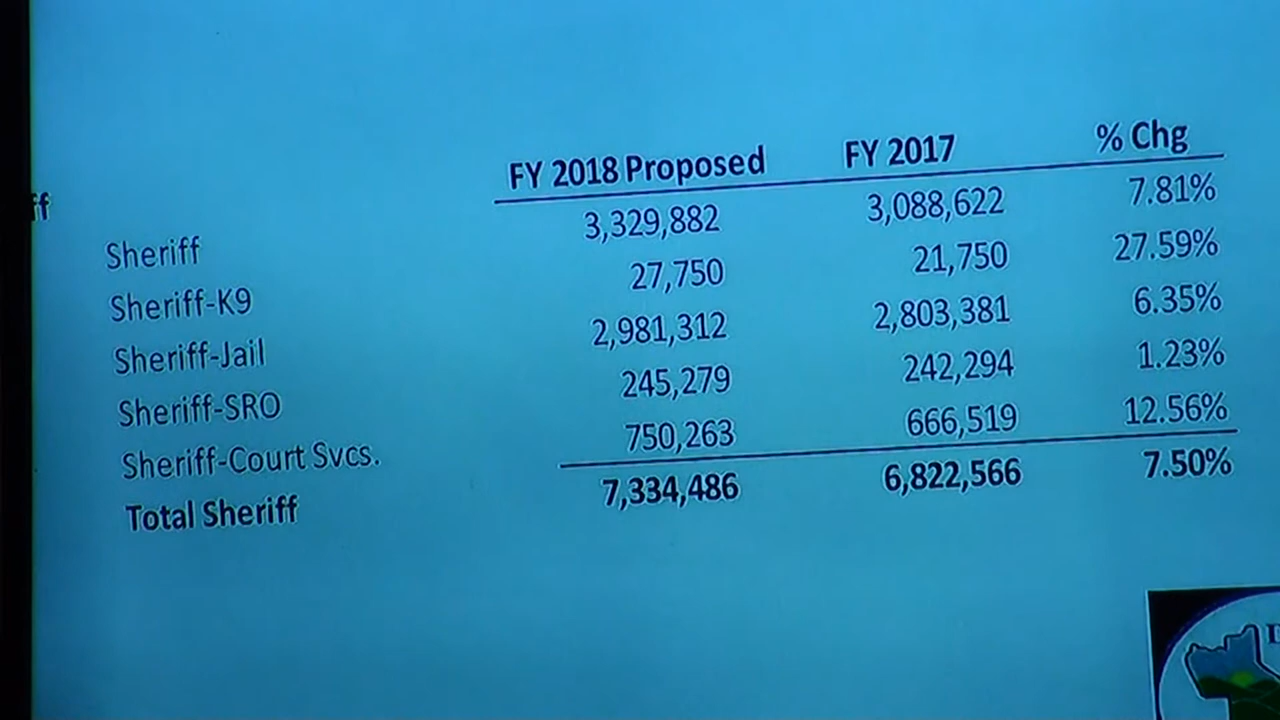 FY 2018 Proposed FY 2017 % Chg
ff
Sheriff 3,329,882 3,088,622 7.81%
Sheriff-K9 27,750 21,750 27.59%
Sheriff-Jail 2,981,312 2,803,381 6.35%
Sheriff-SRO 245,279 242,294 1.23%
Sheriff-Court Svcs. 750,263 666,519 12.56%
Total Sheriff 7,334,486 6,822,566 7.50%